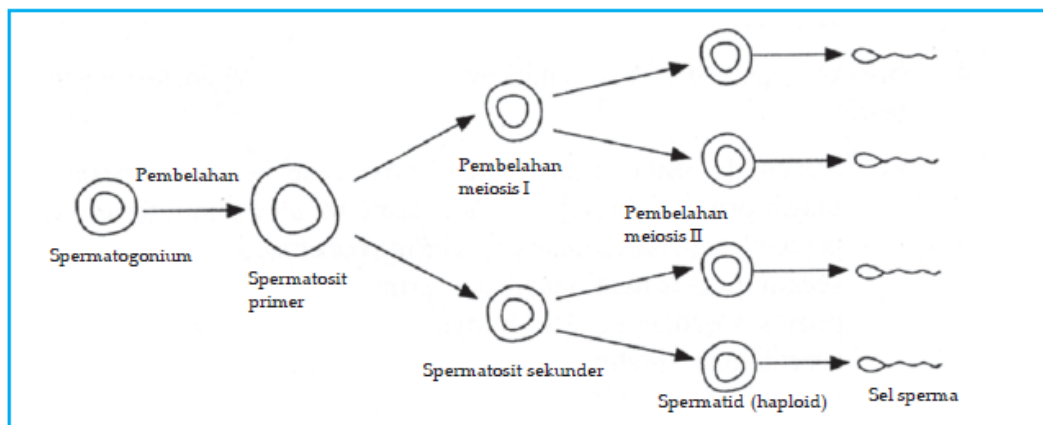 Pembelahan
Spermatogonium
Spermatosit
primer
Pembelahan
meiosis I
Spermatosit sekunder
Pembelahan
meiosis II
Spermatid (haploid)
Sel sperma